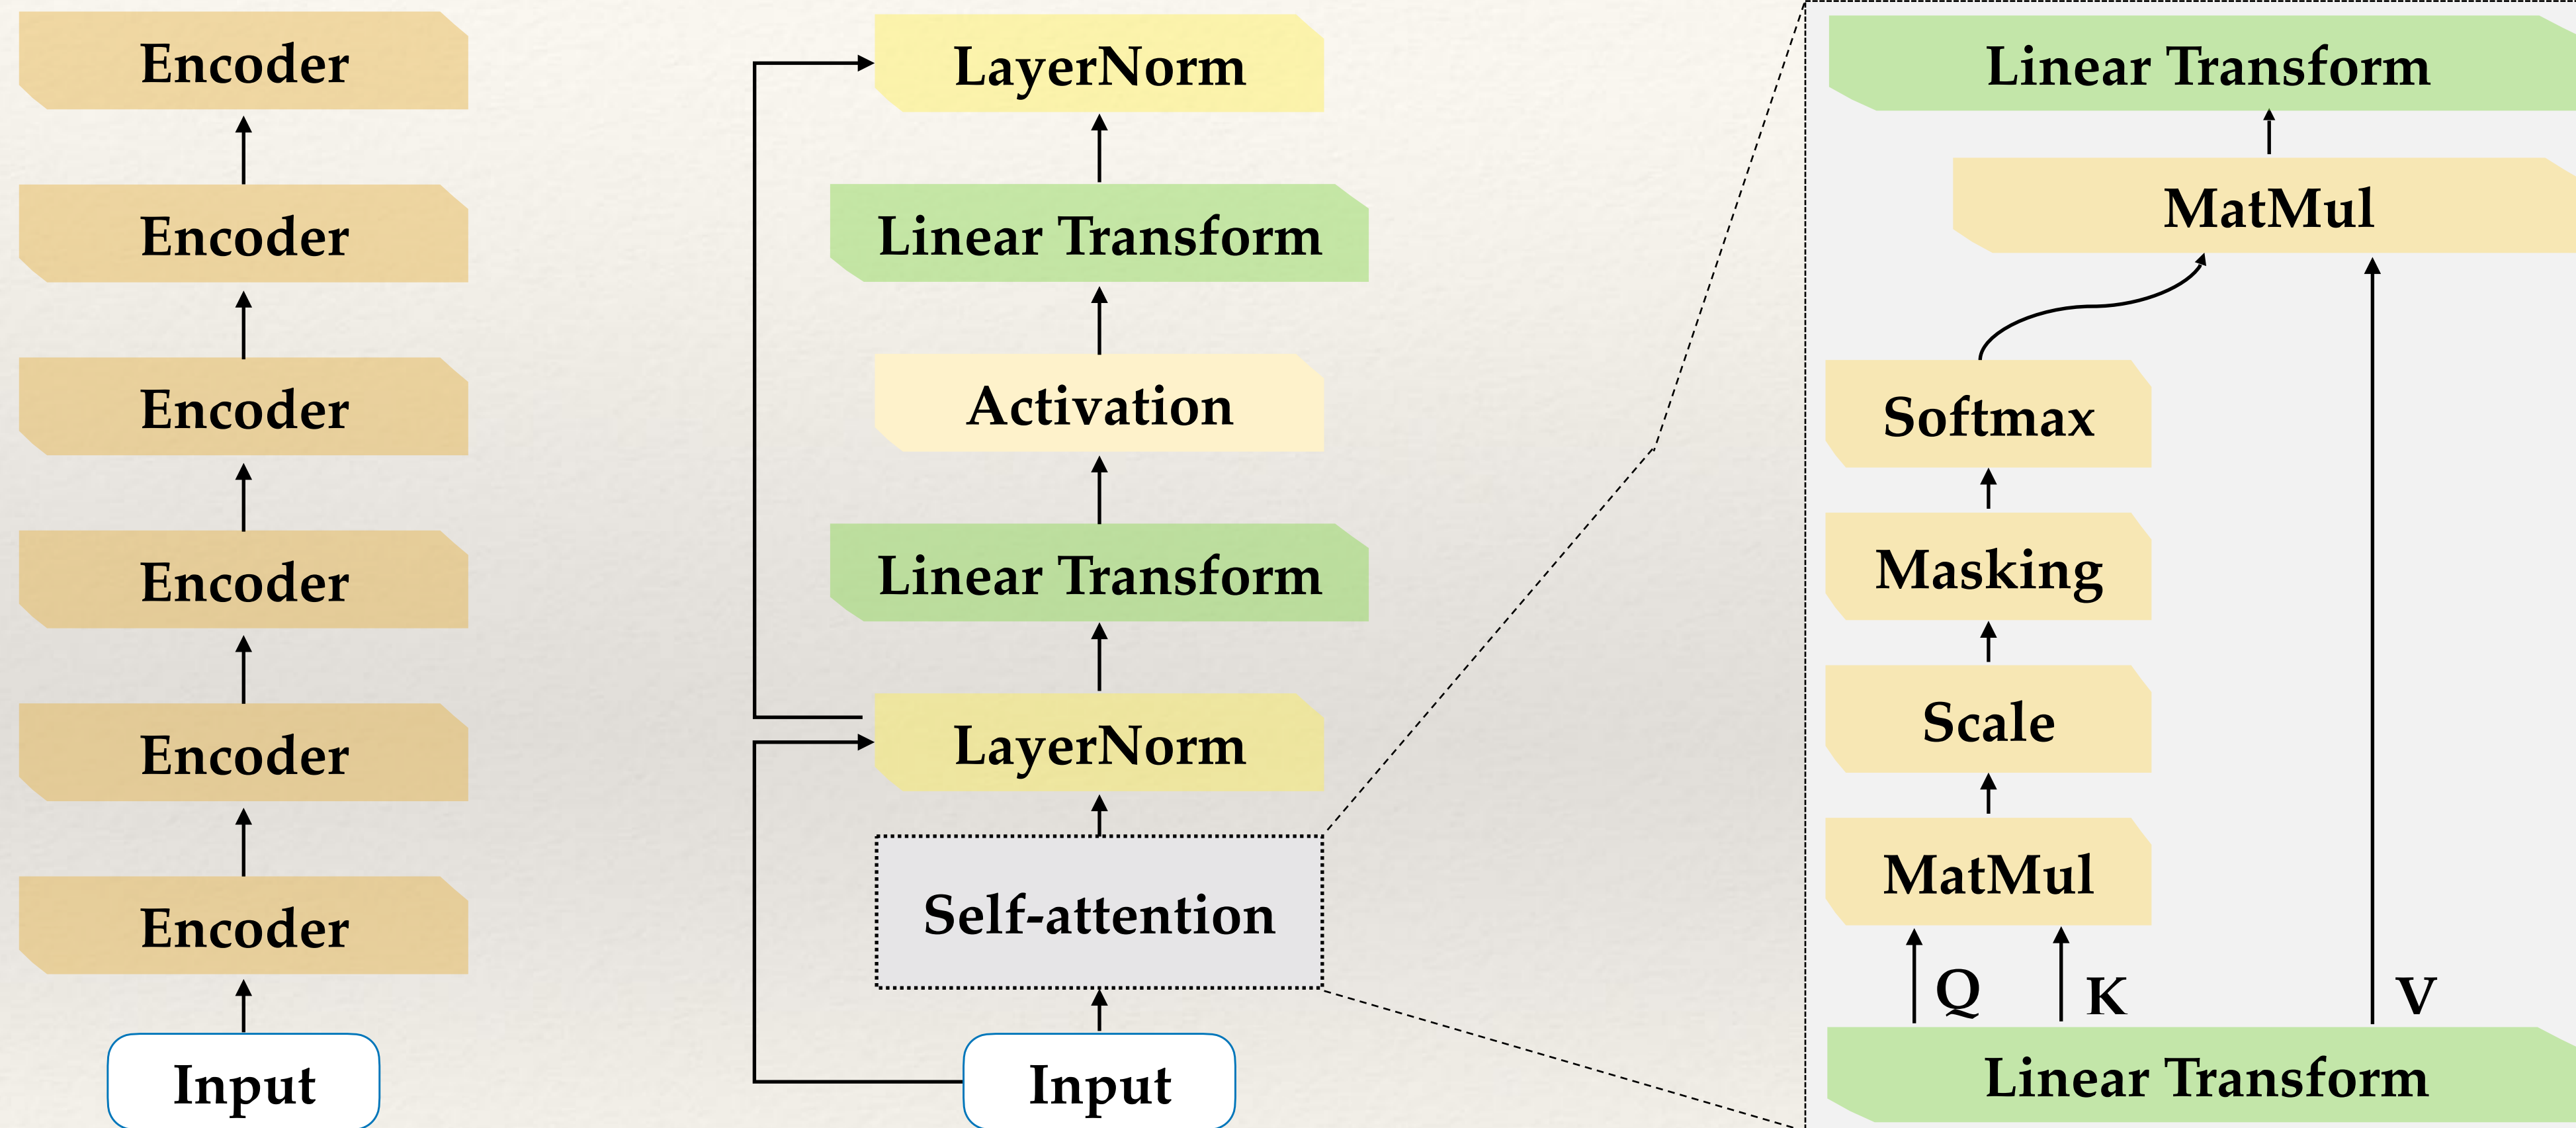 Encoder
Encoder
Encoder
Encoder
Encoder
Encoder
Input
LayerNorm
Linear Transform
Activation
Linear Transform
LayerNorm
Self-attention
Input
Linear Transform
MatMul
Softmax
Masking
Scale
MatMul
Q
K
V
Linear Transform